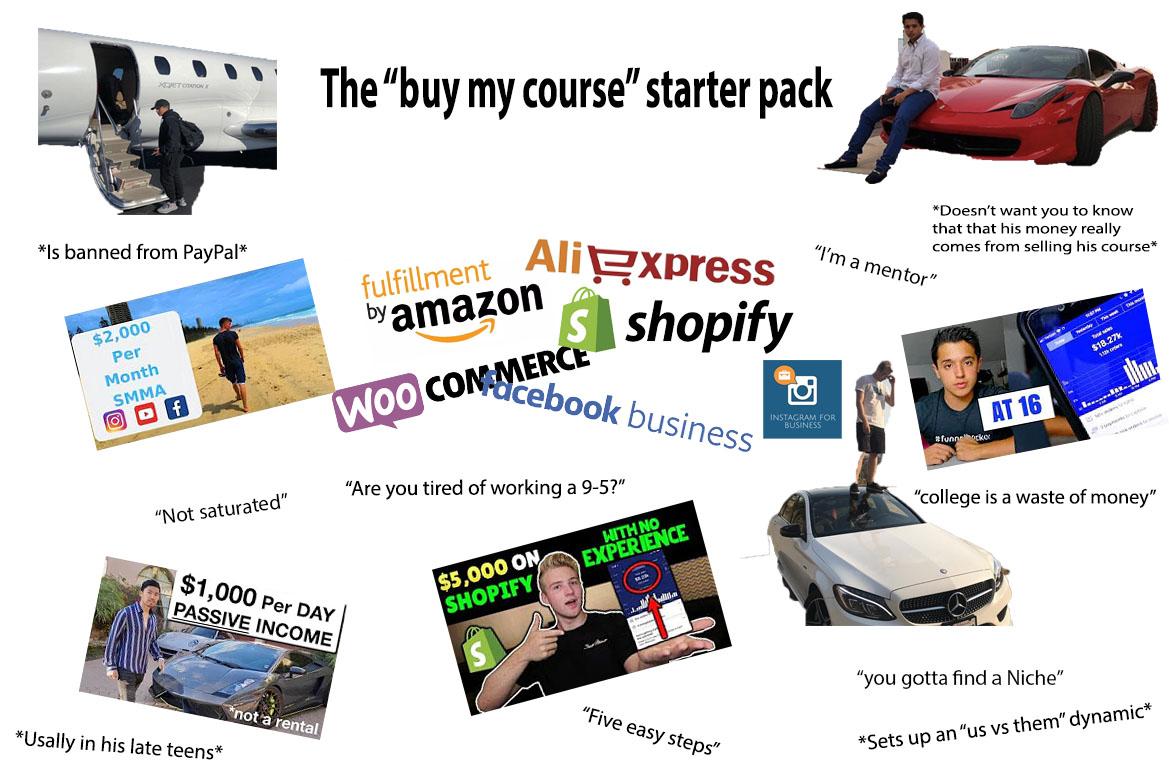 The “buy my course” starter pack
XOJET CITATION X
*Is banned from PayPal*
*Doesn’t want you to know
that that his money really
comes from selling his course*
“I’m a mentor”
AliExpress
fulfillment
by amazon
shopify
WOO COMMERCE
facebook business
INSTAGRAM FOR
BUSINESS
$2,000
Per
Month
SMMA
Total sales
$18.27k
AT 16
“Not saturated”
“Are you tired of working a 9-5?”
“college is a waste of money”
$5,000 ON
SHOPIFY
WITH NO
EXPERIENCE
$1,000 Per DAY
PASSIVE INCOME
*not a rental
“you gotta find a Niche”
“Five easy steps”
*Sets up an “us vs them” dynamic*
*Usally in his late teens*